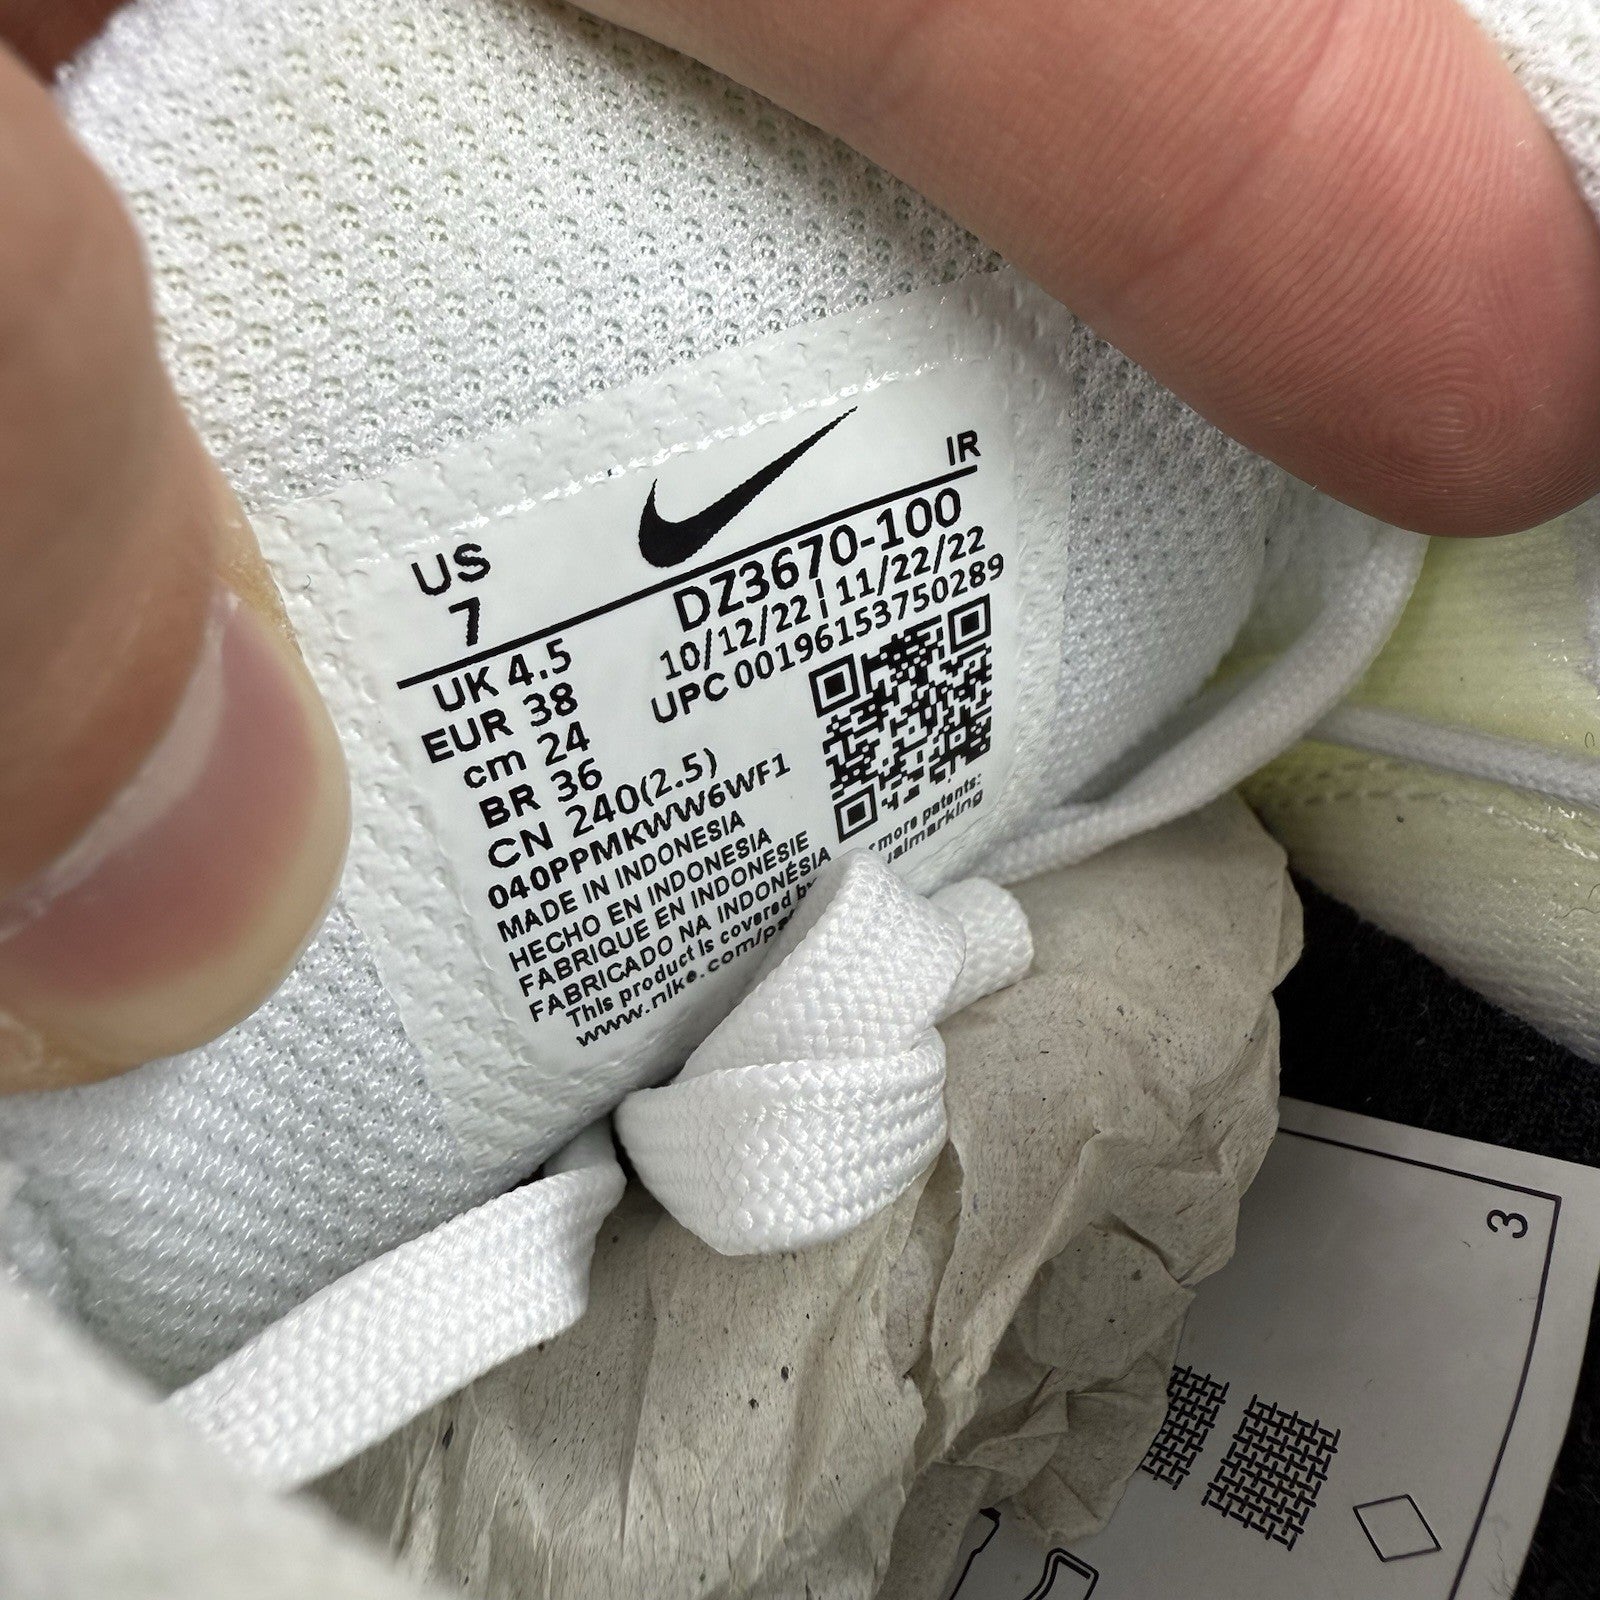 IR
US
7
DZ3670-100
10/12/22 | 11/22/22
UPC 00196153750289
UK 4.5
EUR 38
cm 24
BR 36
CN 240(2.5)
040PPMKWW6WF1
MADE IN INDONESIA
HECHO EN INDONESIA
FABRIQUE EN INDONESIE
FABRICADO NA INDONÉSIA
This product is covered by
www.nike.com/
more patents:
3